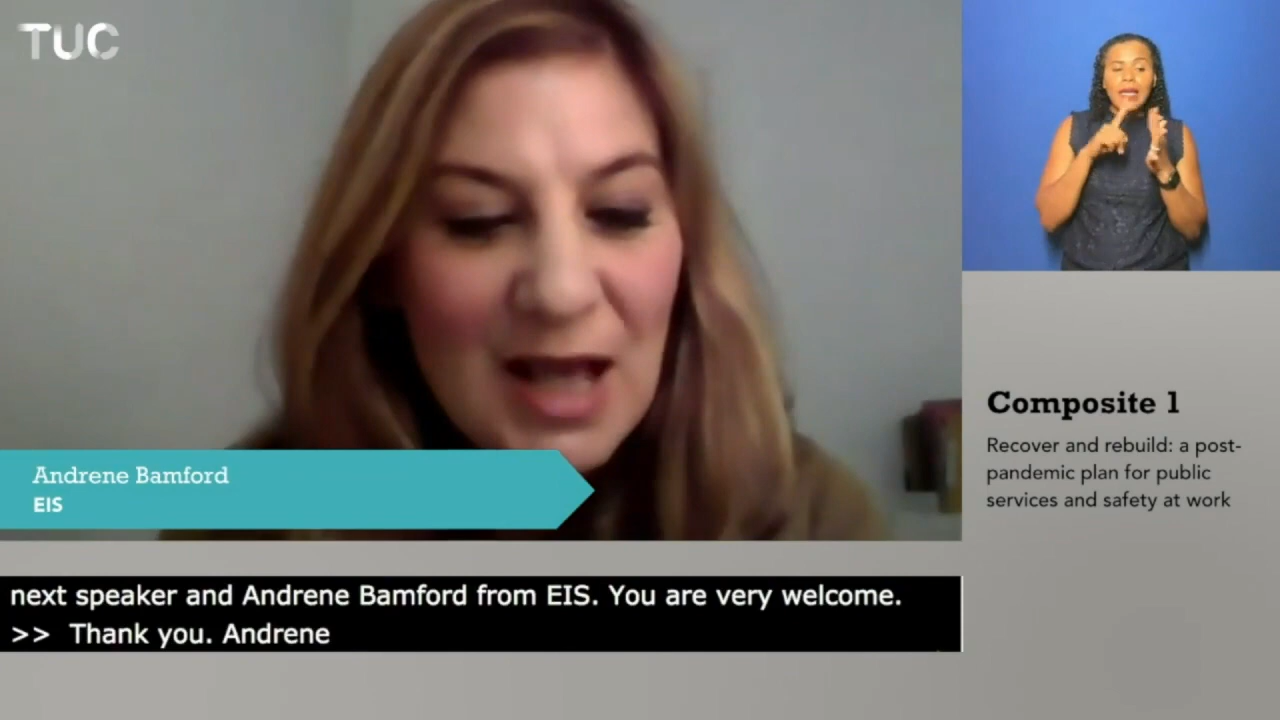 TUC
Andrene Bamford
EIS
Composite 1
Recover and rebuild: a post-
pandemic plan for public
services and safety at work
next speaker and Andrene Bamford from EIS. You are very welcome.
>> Thank you. Andrene